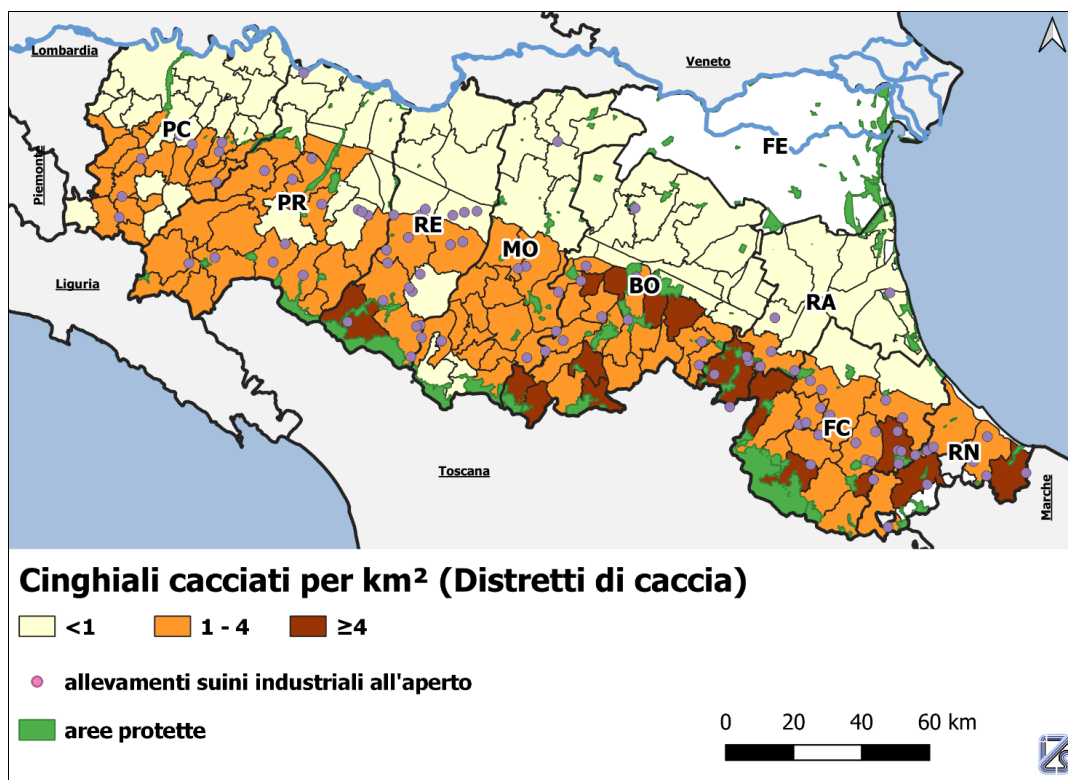 Lombardia
Veneto
Piemonte
PC
FE
PR
RE
MO
BO
RA
Liguria
FC
RN
Toscana
Marche
Cinghiali cacciati per km² (Distretti di caccia)
<1
1 - 4
≥4
allevamenti suini industriali all'aperto
aree protette
0 20 40 60 km